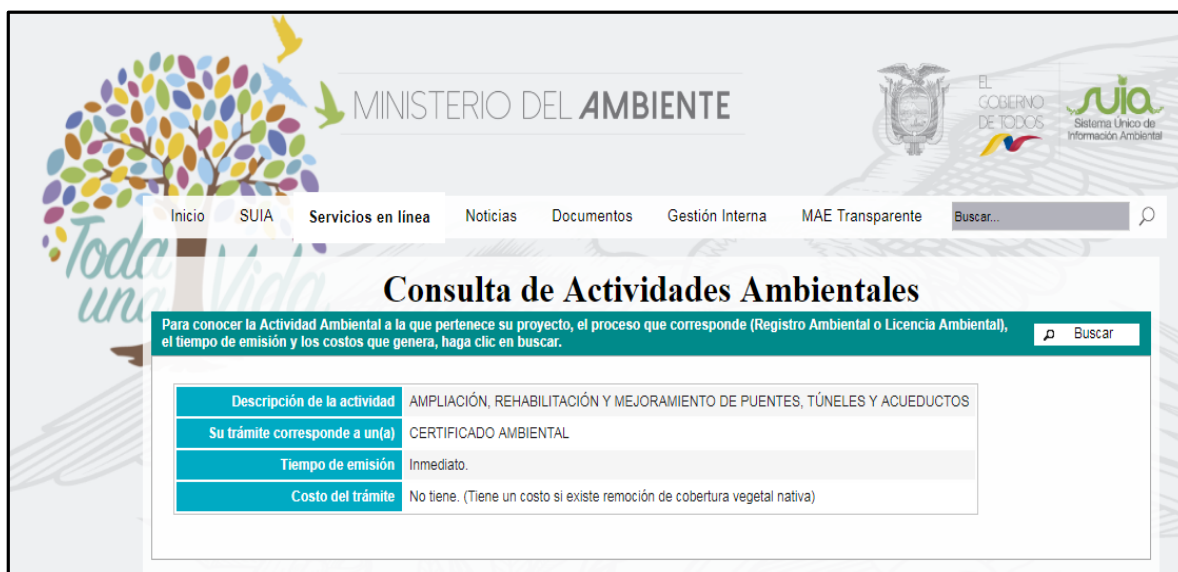 MINISTERIO DEL AMBIENTE
EL
GOBIERNO
DE TODOS
suia
Sistema Único de
Información Ambiental
Inicio SUIA Servicios en línea Noticias Documentos Gestión Interna MAE Transparente Buscar...
Toda
una Vida
Consulta de Actividades Ambientales
Para conocer la Actividad Ambiental a la que pertenece su proyecto, el proceso que corresponde (Registro Ambiental o Licencia Ambiental),
el tiempo de emisión y los costos que genera, haga clic en buscar.
Buscar
Descripción de la actividad AMPLIACIÓN, REHABILITACIÓN Y MEJORAMIENTO DE PUENTES, TÚNELES Y ACUEDUCTOS
Su trámite corresponde a un(a) CERTIFICADO AMBIENTAL
Tiempo de emisión Inmediato.
Costo del trámite No tiene. (Tiene un costo si existe remoción de cobertura vegetal nativa)